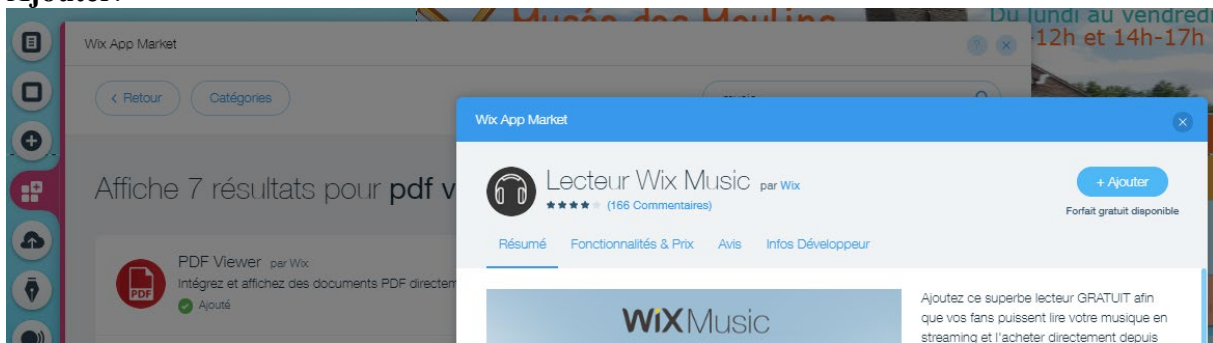 Musée des Moulins
Du lundi au vendredi
-12h et 14h-17h
Wix App Market
?
< Retour
Catégories
Wix App Market
Affiche 7 résultats pour pdf v
Lecteur Wix Music par Wix
(166 Commentaires)
+ Ajouter
Forfait gratuit disponible
Résumé Fonctionnalités & Prix Avis Infos Développeur
PDF Viewer par Wix
Intégrez et affichez des documents PDF directem
Ajouté
PDF
WiXMusic
Ajoutez ce superbe lecteur GRATUIT afin
que vos fans puissent lire votre musique en
streaming et l'acheter directement depuis